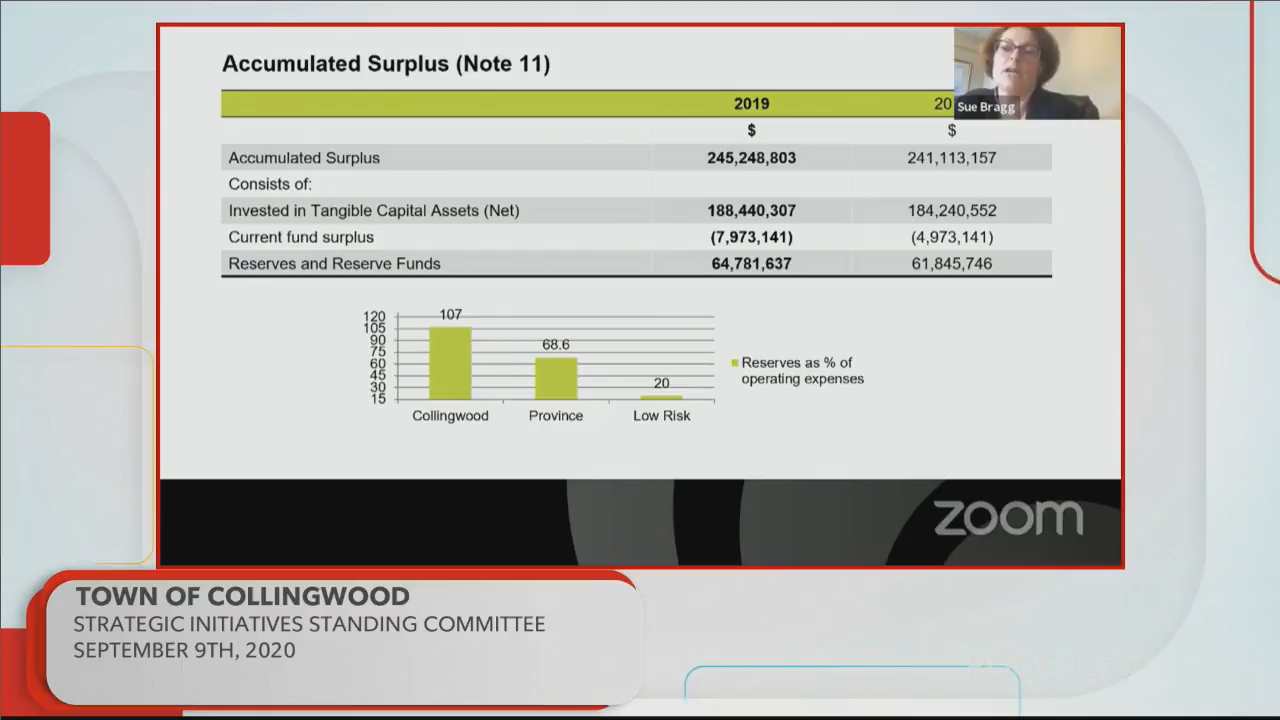 Accumulated Surplus (Note 11)
Sue Bragg
2019 20
$ $
Accumulated Surplus 245,248,803 241,113,157
Consists of:
Invested in Tangible Capital Assets (Net) 188,440,307 184,240,552
Current fund surplus (7,973,141) (4,973,141)
Reserves and Reserve Funds 64,781,637 61,845,746
120
105
90
75
60
45
30
15
107
68.6
20
Collingwood Province Low Risk
Reserves as % of
operating expenses
zoom
TOWN OF COLLINGWOOD
STRATEGIC INITIATIVES STANDING COMMITTEE
SEPTEMBER 9TH, 2020